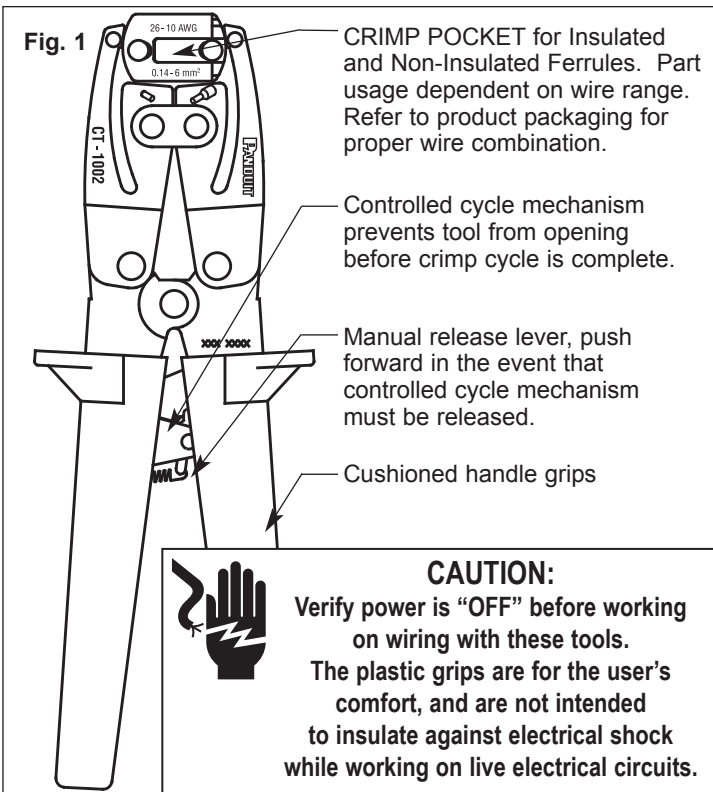 Fig. 1
26-10 AWG
0.14-6 mm²
CT-1002
PANDUIT
xxx xxxx
CRIMP POCKET for Insulated
and Non-Insulated Ferrules. Part
usage dependent on wire range.
Refer to product packaging for
proper wire combination.
Controlled cycle mechanism
prevents tool from opening
before crimp cycle is complete.
Manual release lever, push
forward in the event that
controlled cycle mechanism
must be released.
Cushioned handle grips
CAUTION:
Verify power is “OFF” before working
on wiring with these tools.
The plastic grips are for the user’s
comfort, and are not intended
to insulate against electrical shock
while working on live electrical circuits.